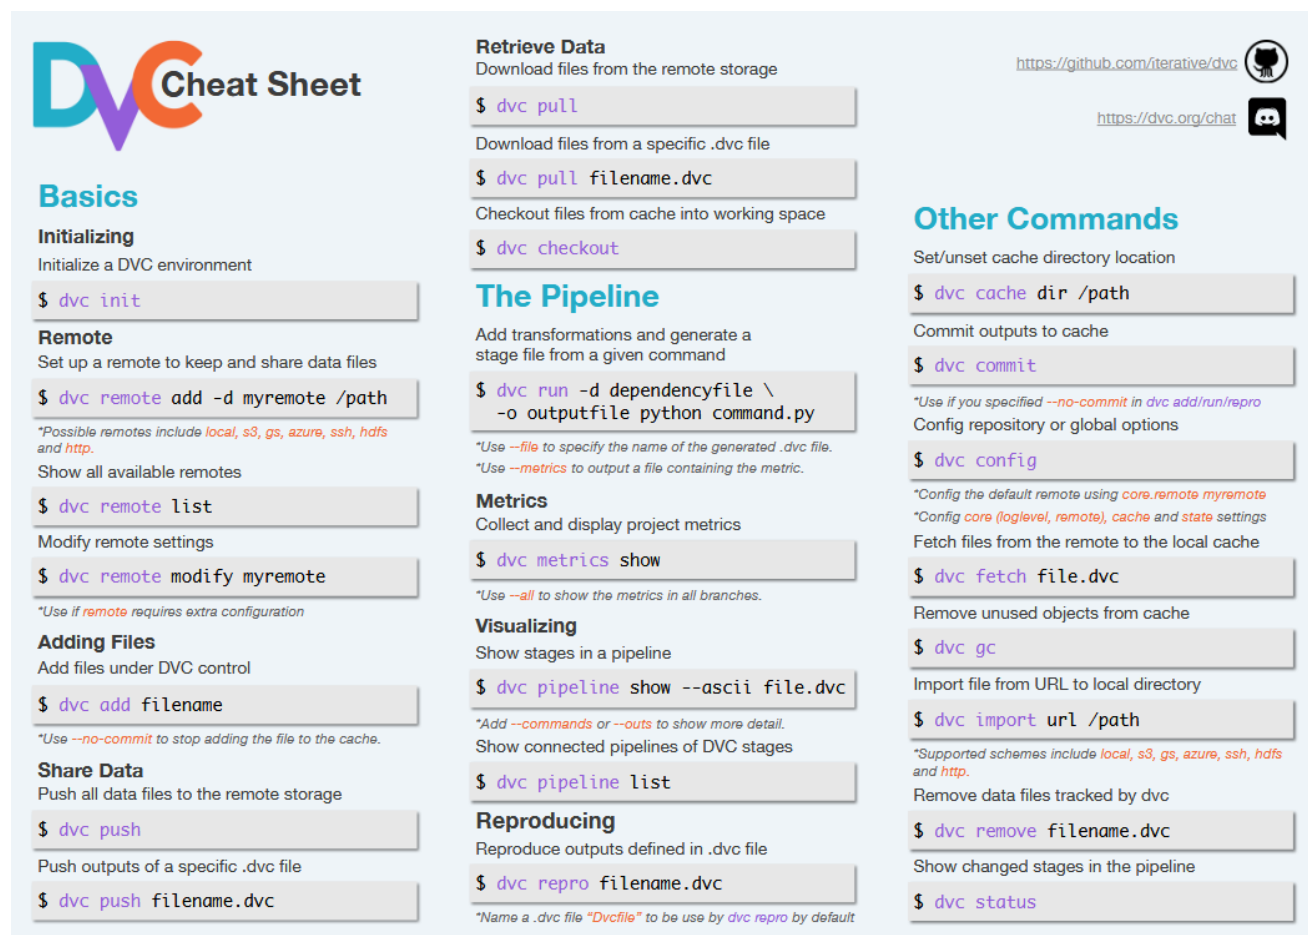 DVC Cheat Sheet
Basics
Initializing
Initialize a DVC environment
$ dvc init
Remote
Set up a remote to keep and share data files
$ dvc remote add -d myremote /path
*Possible remotes include local, s3, gs, azure, ssh, hdfs
and http.
Show all available remotes
$ dvc remote list
Modify remote settings
$ dvc remote modify myremote
*Use if remote requires extra configuration
Adding Files
Add files under DVC control
$ dvc add filename
*Use --no-commit to stop adding the file to the cache.
Share Data
Push all data files to the remote storage
$ dvc push
Push outputs of a specific .dvc file
$ dvc push filename.dvc
Retrieve Data
Download files from the remote storage
$ dvc pull
Download files from a specific .dvc file
$ dvc pull filename.dvc
Checkout files from cache into working space
$ dvc checkout
The Pipeline
Add transformations and generate a
stage file from a given command
$ dvc run -d dependencyfile \
-o outputfile python command.py
*Use --file to specify the name of the generated .dvc file.
*Use --metrics to output a file containing the metric.
Metrics
Collect and display project metrics
$ dvc metrics show
*Use --all to show the metrics in all branches.
Visualizing
Show stages in a pipeline
$ dvc pipeline show --ascii file.dvc
*Add --commands or --outs to show more detail.
Show connected pipelines of DVC stages
$ dvc pipeline list
Reproducing
Reproduce outputs defined in .dvc file
$ dvc repro filename.dvc
*Name a .dvc file “Dvcfile” to be use by dvc repro by default
https://github.com/iterative/dvc
https://dvc.org/chat
Other Commands
Set/unset cache directory location
$ dvc cache dir /path
Commit outputs to cache
$ dvc commit
*Use if you specified --no-commit in dvc add/run/repro
Config repository or global options
$ dvc config
*Config the default remote using core.remote myremote
*Config core (loglevel, remote), cache and state settings
Fetch files from the remote to the local cache
$ dvc fetch file.dvc
Remove unused objects from cache
$ dvc gc
Import file from URL to local directory
$ dvc import url /path
*Supported schemes include local, s3, gs, azure, ssh, hdfs
and http.
Remove data files tracked by dvc
$ dvc remove filename.dvc
Show changed stages in the pipeline
$ dvc status